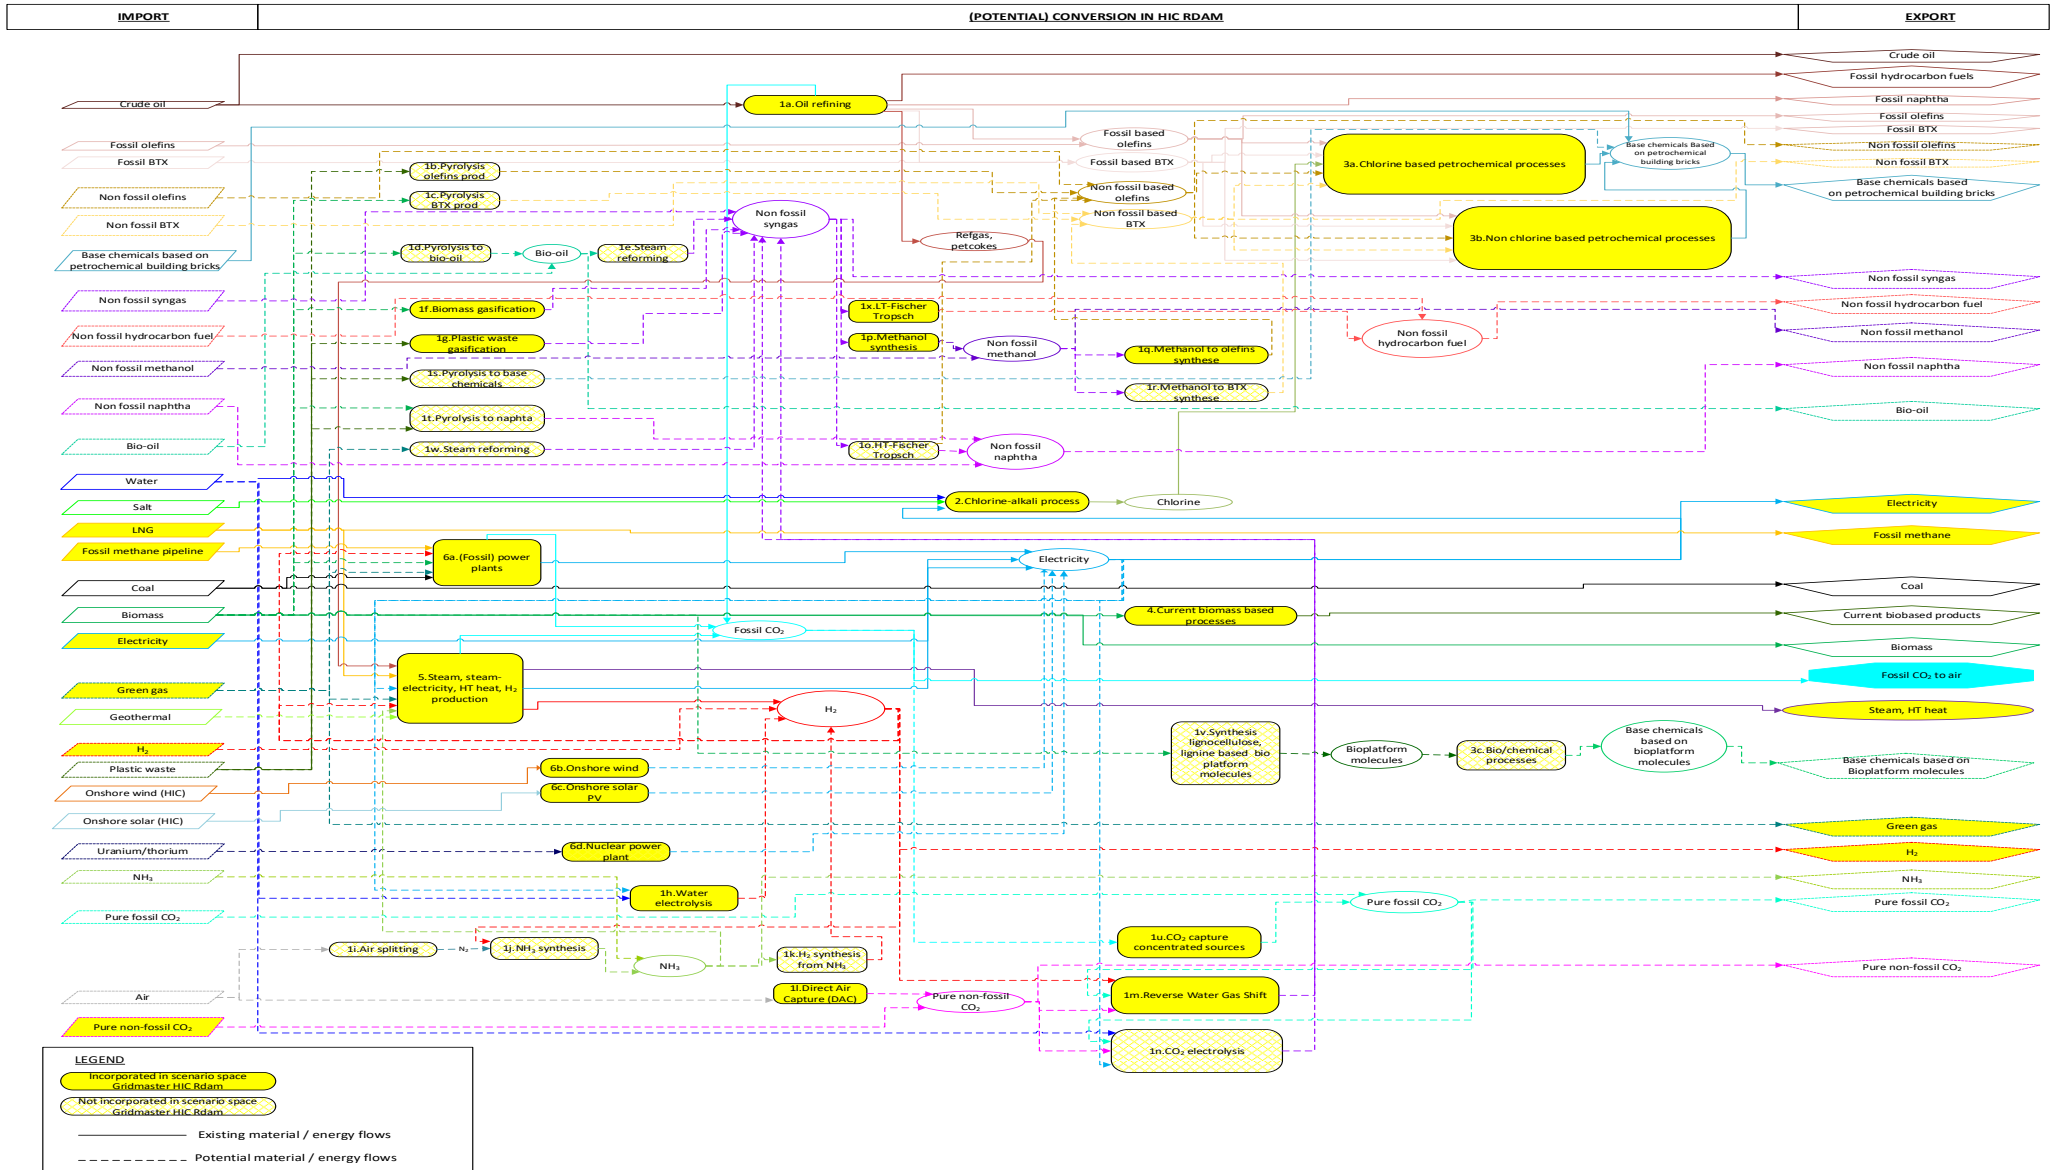 IMPORT
(POTENTIAL) CONVERSION IN HIC RDAM
EXPORT
Crude oil
Fossil olefins
Fossil BTX
Non fossil olefins
Non fossil BTX
Base chemicals based on
petrochemical building bricks
Non fossil syngas
Non fossil hydrocarbon fuel
Non fossil methanol
Non fossil naphtha
Bio-oil
Water
Salt
LNG
Fossil methane pipeline
Coal
Biomass
Electricity
Green gas
Geothermal
H₂
Plastic waste
Onshore wind (HIC)
Onshore solar (HIC)
Uranium/thorium
NH₃
Pure fossil CO₂
Air
Pure non-fossil CO₂
1a.Oil refining
1b.Pyrolysis
olefins prod
1c.Pyrolysis
BTX prod
1d.Pyrolysis to
bio-oil
Bio-oil
1e.Steam
reforming
1f.Biomass gasification
1g.Plastic waste
gasification
1s.Pyrolysis to base
chemicals
1t.Pyrolysis to naphta
1w.Steam reforming
Non fossil
syngas
1x.LT-Fischer
Tropsch
1p.Methanol
synthesis
1o.HT-Fischer
Tropsch
Refgas,
petcokes
Non fossil
methanol
Non fossil
naphtha
Fossil based
olefins
Fossil based BTX
Non fossil based
olefins
Non fossil based
BTX
1q.Methanol to olefins
synthese
1r.Methanol to BTX
synthese
3a.Chlorine based petrochemical processes
3b.Non chlorine based petrochemical processes
Base chemicals Based
on petrochemical
building bricks
Non fossil
hydrocarbon fuel
2.Chlorine-alkali process
Chlorine
6a.(Fossil) power
plants
Electricity
Fossil CO₂
4.Current biomass based
processes
5.Steam, steam-
electricity, HT heat, H₂
production
H₂
6b.Onshore wind
6c.Onshore solar
PV
6d.Nuclear power
plant
1h.Water
electrolysis
1i.Air splitting
N₂
1j.NH₃ synthesis
NH₃
1k.H₂ synthesis
from NH₃
1l.Direct Air
Capture (DAC)
Pure non-fossil
CO₂
1v.Synthesis
lignocellulose,
lignine based bio
platform
molecules
Bioplatform
molecules
3c.Bio/chemical
processes
Base chemicals
based on
bioplatform
molecules
Pure fossil CO₂
1u.CO₂ capture
concentrated sources
1m.Reverse Water Gas Shift
1n.CO₂ electrolysis
Crude oil
Fossil hydrocarbon fuels
Fossil naphtha
Fossil olefins
Fossil BTX
Non fossil olefins
Non fossil BTX
Base chemicals based
on petrochemical building bricks
Non fossil syngas
Non fossil hydrocarbon fuel
Non fossil methanol
Non fossil naphtha
Bio-oil
Electricity
Fossil methane
Coal
Current biobased products
Biomass
Fossil CO₂ to air
Steam, HT heat
Base chemicals based on
Bioplatform molecules
Green gas
H₂
NH₃
Pure fossil CO₂
Pure non-fossil CO₂
LEGEND
Incorporated in scenario space
Gridmaster HIC Rdam
Not incorporated in scenario space
Gridmaster HIC Rdam
Existing material / energy flows
Potential material / energy flows